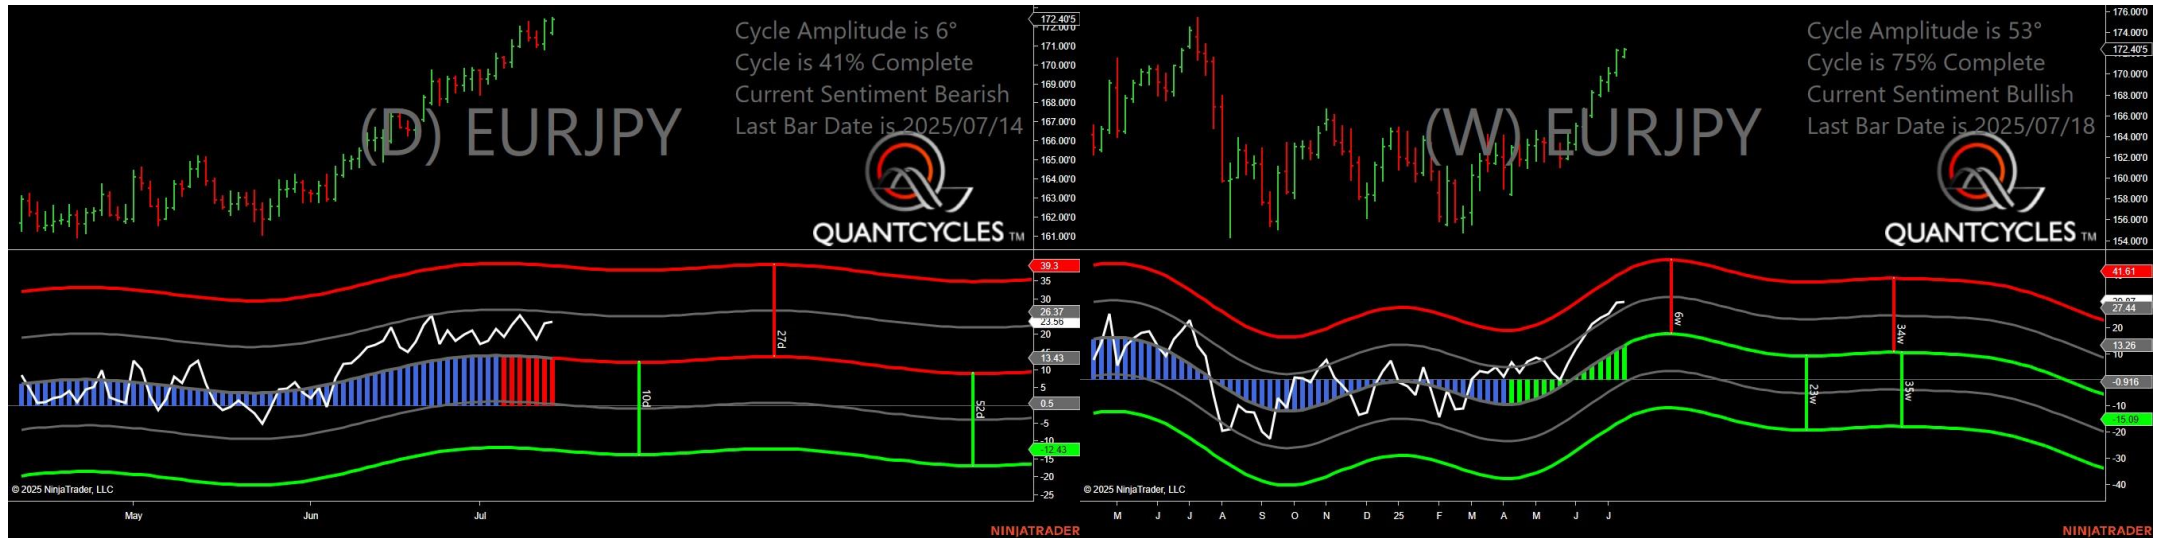 Cycle Amplitude is 6°
Cycle is 41% Complete
Current Sentiment Bearish
Last Bar Date is 2025/07/14
(D) EURJPY
QUANTCYCLES TM
172.40'5
172.00'0
171.00'0
170.00'0
169.00'0
168.00'0
167.00'0
166.00'0
165.00'0
164.00'0
163.00'0
162.00'0
161.00'0
39.3
35
30
26.37
23.56
20
13.43
10
5
0.5
-5
-10
-12.43
-15
-20
-25
27d
10d
52d
© 2025 NinjaTrader, LLC
May
Jun
Jul
NINJATRADER
Cycle Amplitude is 53°
Cycle is 75% Complete
Current Sentiment Bullish
Last Bar Date is 2025/07/18
(W) EURJPY
QUANTCYCLES TM
176.00'0
174.00'0
172.40'5
170.00'0
168.00'0
166.00'0
164.00'0
162.00'0
160.00'0
158.00'0
156.00'0
154.00'0
41.61
27.44
20
13.26
10
-0.916
-10
-15.09
-20
-30
-40
6w
34w
23w
35w
© 2025 NinjaTrader, LLC
M
J
J
A
S
O
N
D
25
F
M
A
M
J
J
NINJATRADER